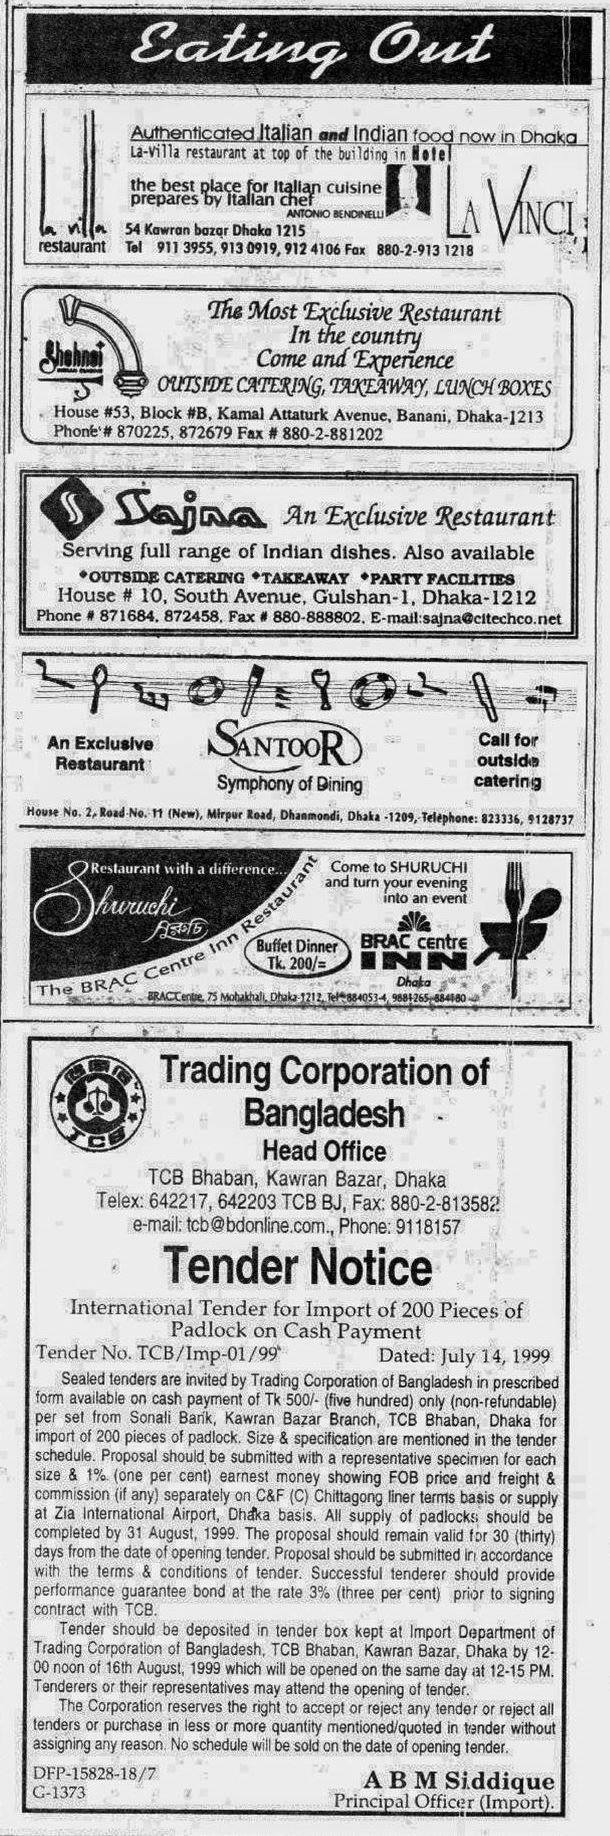 Eating Out
Authenticated Italian and Indian food now in Dhaka
La-Villa restaurant at top of the building in Hotel
the best place for Italian cuisine
prepares by Italian chef
ANTONIO BENDINELLI
LA VINCI
la villa
restaurant
54 Kawran bazar Dhaka 1215
Tel 911 3955, 913 0919, 912 4106 Fax 880-2-913 1218
Shehnai
The Most Exclusive Restaurant
In the country
Come and Experience
OUTSIDE CATERING, TAKEAWAY, LUNCH BOXES
House #53, Block #B, Kamal Attaturk Avenue, Banani, Dhaka-1213
Phone # 870225, 872679 Fax # 880-2-881202
Sajna An Exclusive Restaurant
Serving full range of Indian dishes. Also available
*OUTSIDE CATERING *TAKEAWAY *PARTY FACILITIES
House # 10, South Avenue, Gulshan-1, Dhaka-1212
Phone # 871684, 872458, Fax # 880-888802, E-mail:sajna@citechco.net
An Exclusive
Restaurant
SANTOOR
Symphony of Dining
Call for
outside
catering
House No. 2, Road No. 11 (New), Mirpur Road, Dhanmondi, Dhaka -1209, Telephone: 823336, 9128737
Restaurant with a difference...
Shuruchi
সুরুচি
The BRAC Centre Inn Restaurant
Come to SHURUCHI
and turn your evening
into an event
Buffet Dinner
Tk. 200/=
BRAC centre
INN
Dhaka
BRAC Centre, 75 Mohakhali, Dhaka-1212, Tel: 884053-4, 9881265, 884180
TCB
Trading Corporation of
Bangladesh
Head Office
TCB Bhaban, Kawran Bazar, Dhaka
Telex: 642217, 642203 TCB BJ, Fax: 880-2-813582
e-mail: tcb@bdonline.com., Phone: 9118157
Tender Notice
International Tender for Import of 200 Pieces of
Padlock on Cash Payment
Tender No. TCB/Imp-01/99 Dated: July 14, 1999
Sealed tenders are invited by Trading Corporation of Bangladesh in prescribed
form available on cash payment of Tk 500/- (five hundred) only (non-refundable)
per set from Sonali Bank, Kawran Bazar Branch, TCB Bhaban, Dhaka for
import of 200 pieces of padlock. Size & specification are mentioned in the tender
schedule. Proposal should be submitted with a representative specimen for each
size & 1% (one per cent) earnest money showing FOB price and freight &
commission (if any) separately on C&F (C) Chittagong liner terms basis or supply
at Zia International Airport, Dhaka basis. All supply of padlocks should be
completed by 31 August, 1999. The proposal should remain valid for 30 (thirty)
days from the date of opening tender. Proposal should be submitted in accordance
with the terms & conditions of tender. Successful tenderer should provide
performance guarantee bond at the rate 3% (three per cent) prior to signing
contract with TCB.
Tender should be deposited in tender box kept at Import Department of
Trading Corporation of Bangladesh, TCB Bhaban, Kawran Bazar, Dhaka by 12-
00 noon of 16th August, 1999 which will be opened on the same day at 12-15 PM.
Tenderers or their representatives may attend the opening of tender.
The Corporation reserves the right to accept or reject any tender or reject all
tenders or purchase in less or more quantity mentioned/quoted in tender without
assigning any reason. No schedule will be sold on the date of opening tender.
DFP-15828-18/7
G-1373
A B M Siddique
Principal Officer (Import).